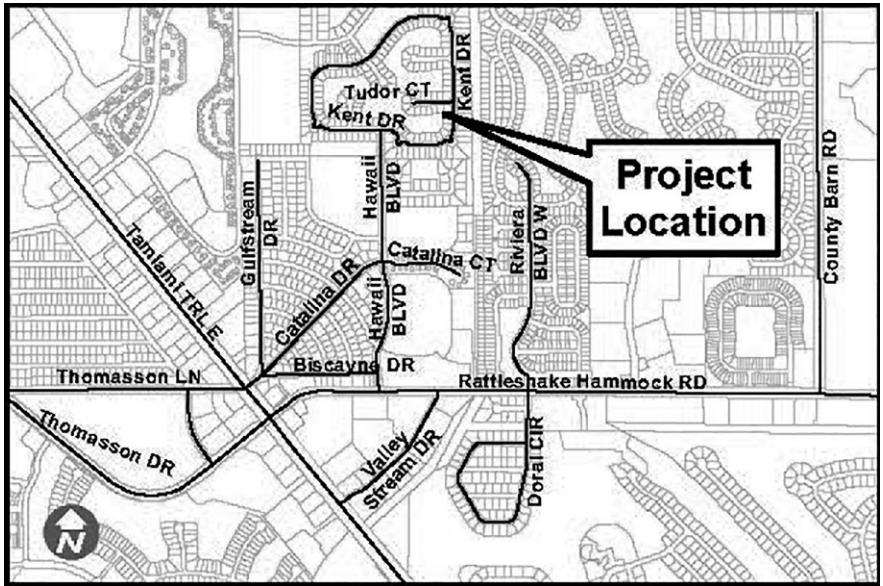 Kent DR
Tudor CT
Kent DR
Project
Location
County Barn RD
Hawaii
BLVD
Gulfstream
DR
Riviera
BLVD W
Tamiami TRL E
Catalina CT
Catalina DR
Hawaii
BLVD
Biscayne DR
Thomasson LN
Rattlesnake Hammock RD
Thomasson DR
Valley
Stream DR
Doral CIR
N